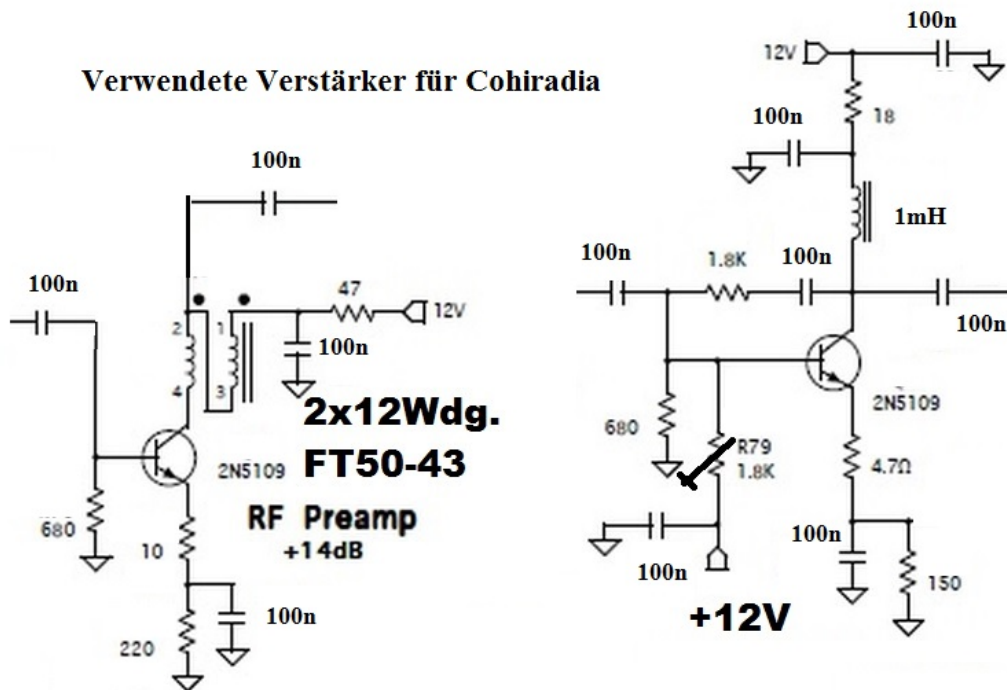 Verwendete Verstärker für Cohiradia
100n
100n
2
1
4
3
47
12V
100n
2x12Wdg.
FT50-43
2N5109
RF Preamp
+14dB
680
10
100n
220
100n
12V
18
100n
1mH
100n
1.8K
100n
100n
2N5109
680
R79
1.8K
4.7Ω
100n
100n
150
+12V